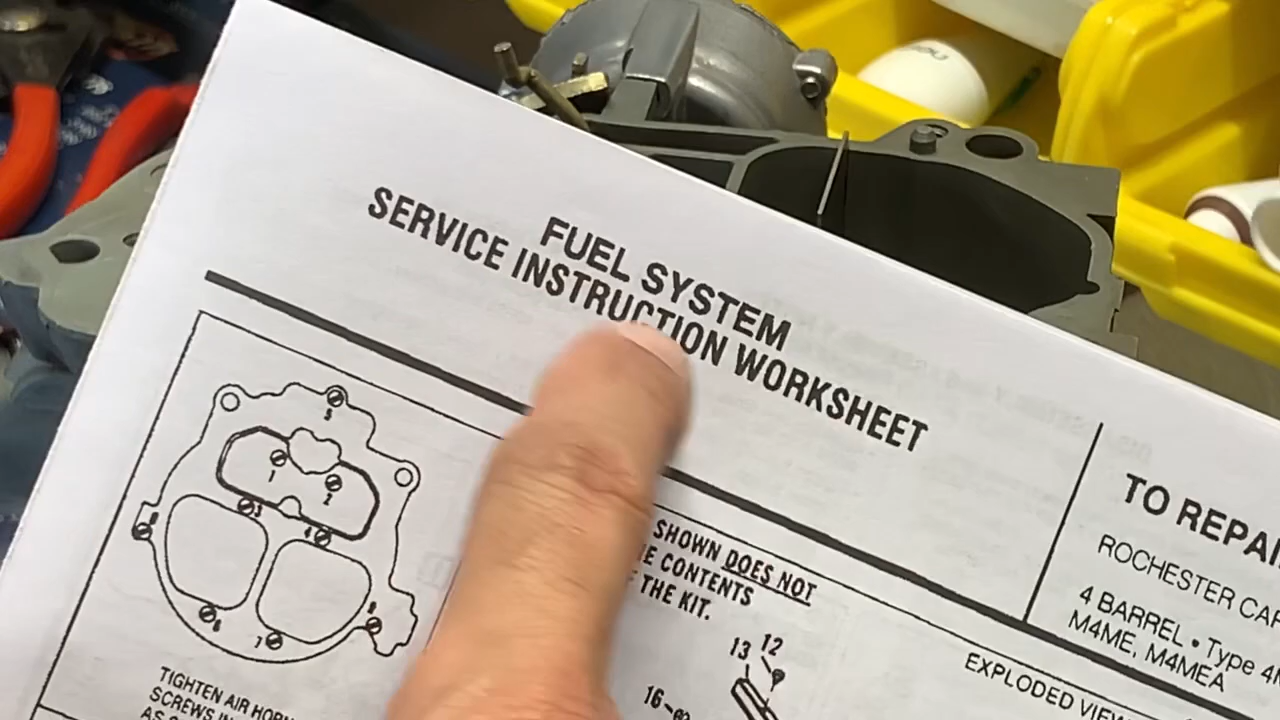 FUEL SYSTEM
SERVICE INSTRUCTION WORKSHEET
TO REPAI
ROCHESTER CAR
4 BARREL • Type 4M
M4ME, M4MEA
SHOWN DOES NOT
CONTENTS
THE KIT.
EXPLODED VIEW
13 12
16
5
1
2
3
4
6
7
TIGHTEN AIR HORN
SCREWS IN
AS